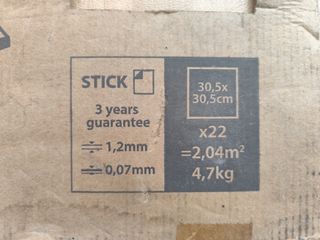 STICK
3 years
guarantee
1,2mm
0,07mm
30,5x
30,5cm
x22
=2,04m²
4,7kg